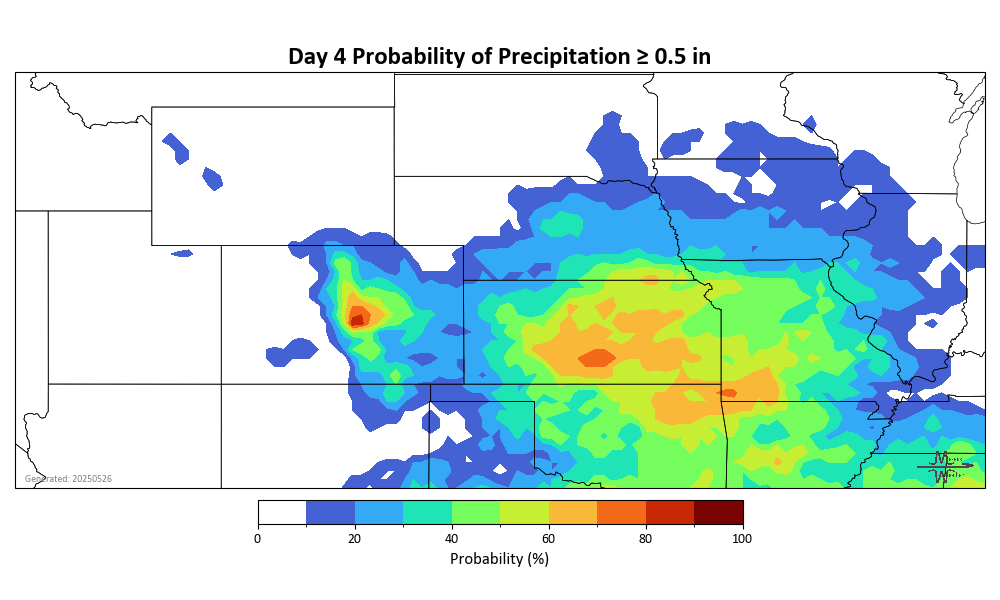 Day 4 Probability of Precipitation ≥ 0.5 in
Generated: 20250526
0 20 40 60 80 100
Probability (%)